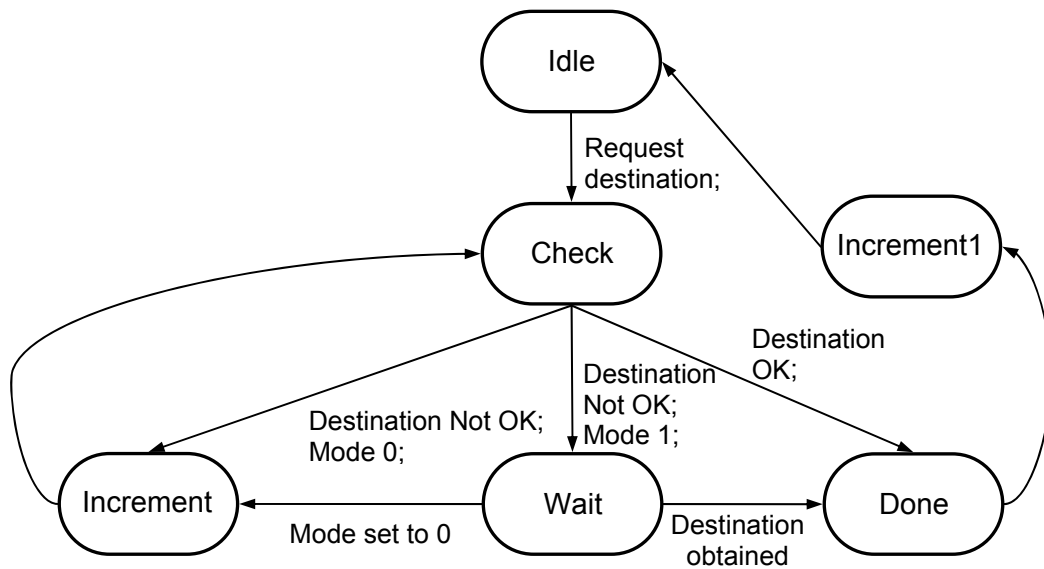 Idle
Request
destination;
Check
Increment1
Destination
OK;
Destination
Not OK;
Mode 1;
Destination Not OK;
Mode 0;
Increment
Wait
Done
Mode set to 0
Destination
obtained